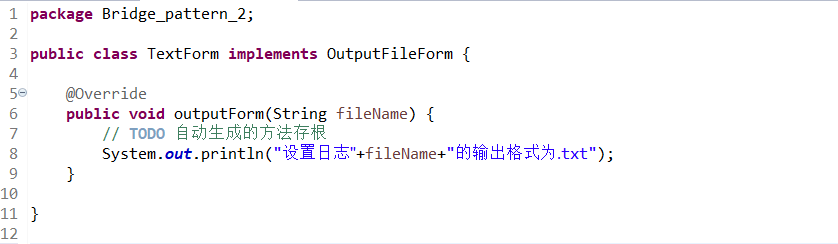 1 package Bridge_pattern_2;
2
3 public class TextForm implements OutputFileForm {
4
5 @Override
6 public void outputForm(String fileName) {
7 // TODO 自动生成的方法存根
8 System.out.println("设置日志"+fileName+"的输出格式为.txt");
9 }
10
11 }
12